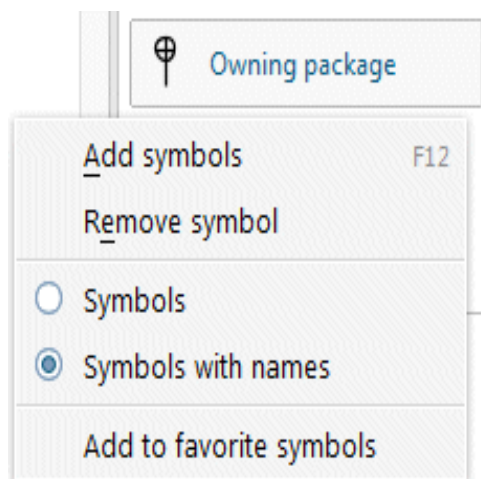 Owning package
Add symbols F12
Remove symbol
Symbols
Symbols with names
Add to favorite symbols